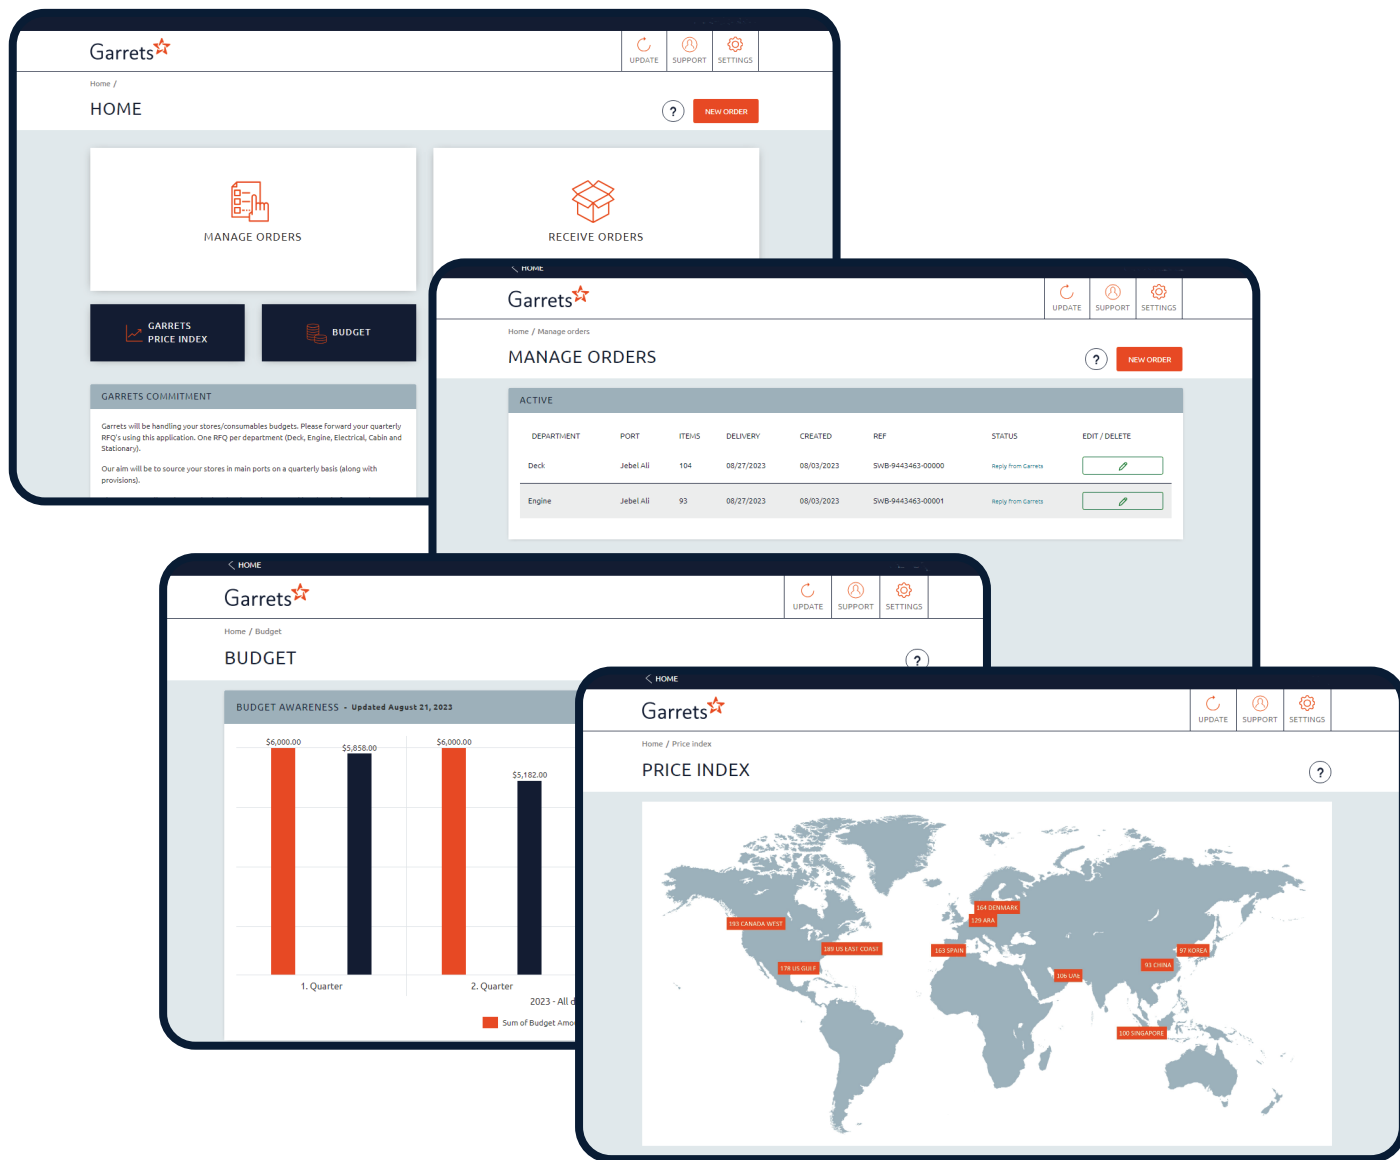 Garrets
UPDATE
SUPPORT
SETTINGS
Home /
HOME
?
NEW ORDER
MANAGE ORDERS
RECEIVE ORDERS
GARRETS
PRICE INDEX
BUDGET
GARRETS COMMITMENT
Garrets will be handling your stores/consumables budgets. Please forward your quarterly
RFQ's using this application. One RFQ per department (Deck, Engine, Electrical, Cabin and
Stationary).
Our aim will be to source your stores in main ports on a quarterly basis (along with
provisions).
HOME
Garrets
UPDATE
SUPPORT
SETTINGS
Home / Manage orders
MANAGE ORDERS
?
NEW ORDER
ACTIVE
DEPARTMENT PORT ITEMS DELIVERY CREATED REF STATUS EDIT / DELETE
Deck Jebel Ali 104 08/27/2023 08/03/2023 SWB-9443463-00000 Reply from Garrets
Engine Jebel Ali 93 08/27/2023 08/03/2023 SWB-9443463-00001 Reply from Garrets
HOME
Garrets
UPDATE
SUPPORT
SETTINGS
Home / Budget
BUDGET
?
BUDGET AWARENESS - Updated August 21, 2023
$6,000.00
$5,858.00
$6,000.00
$5,182.00
1. Quarter
2. Quarter
2023 - All d
Sum of Budget Amo
HOME
Garrets
UPDATE
SUPPORT
SETTINGS
Home / Price index
PRICE INDEX
?
164 DENMARK
129 ARA
193 CANADA WEST
189 US EAST COAST
163 SPAIN
97 KOREA
178 US GULF
93 CHINA
106 UAE
100 SINGAPORE